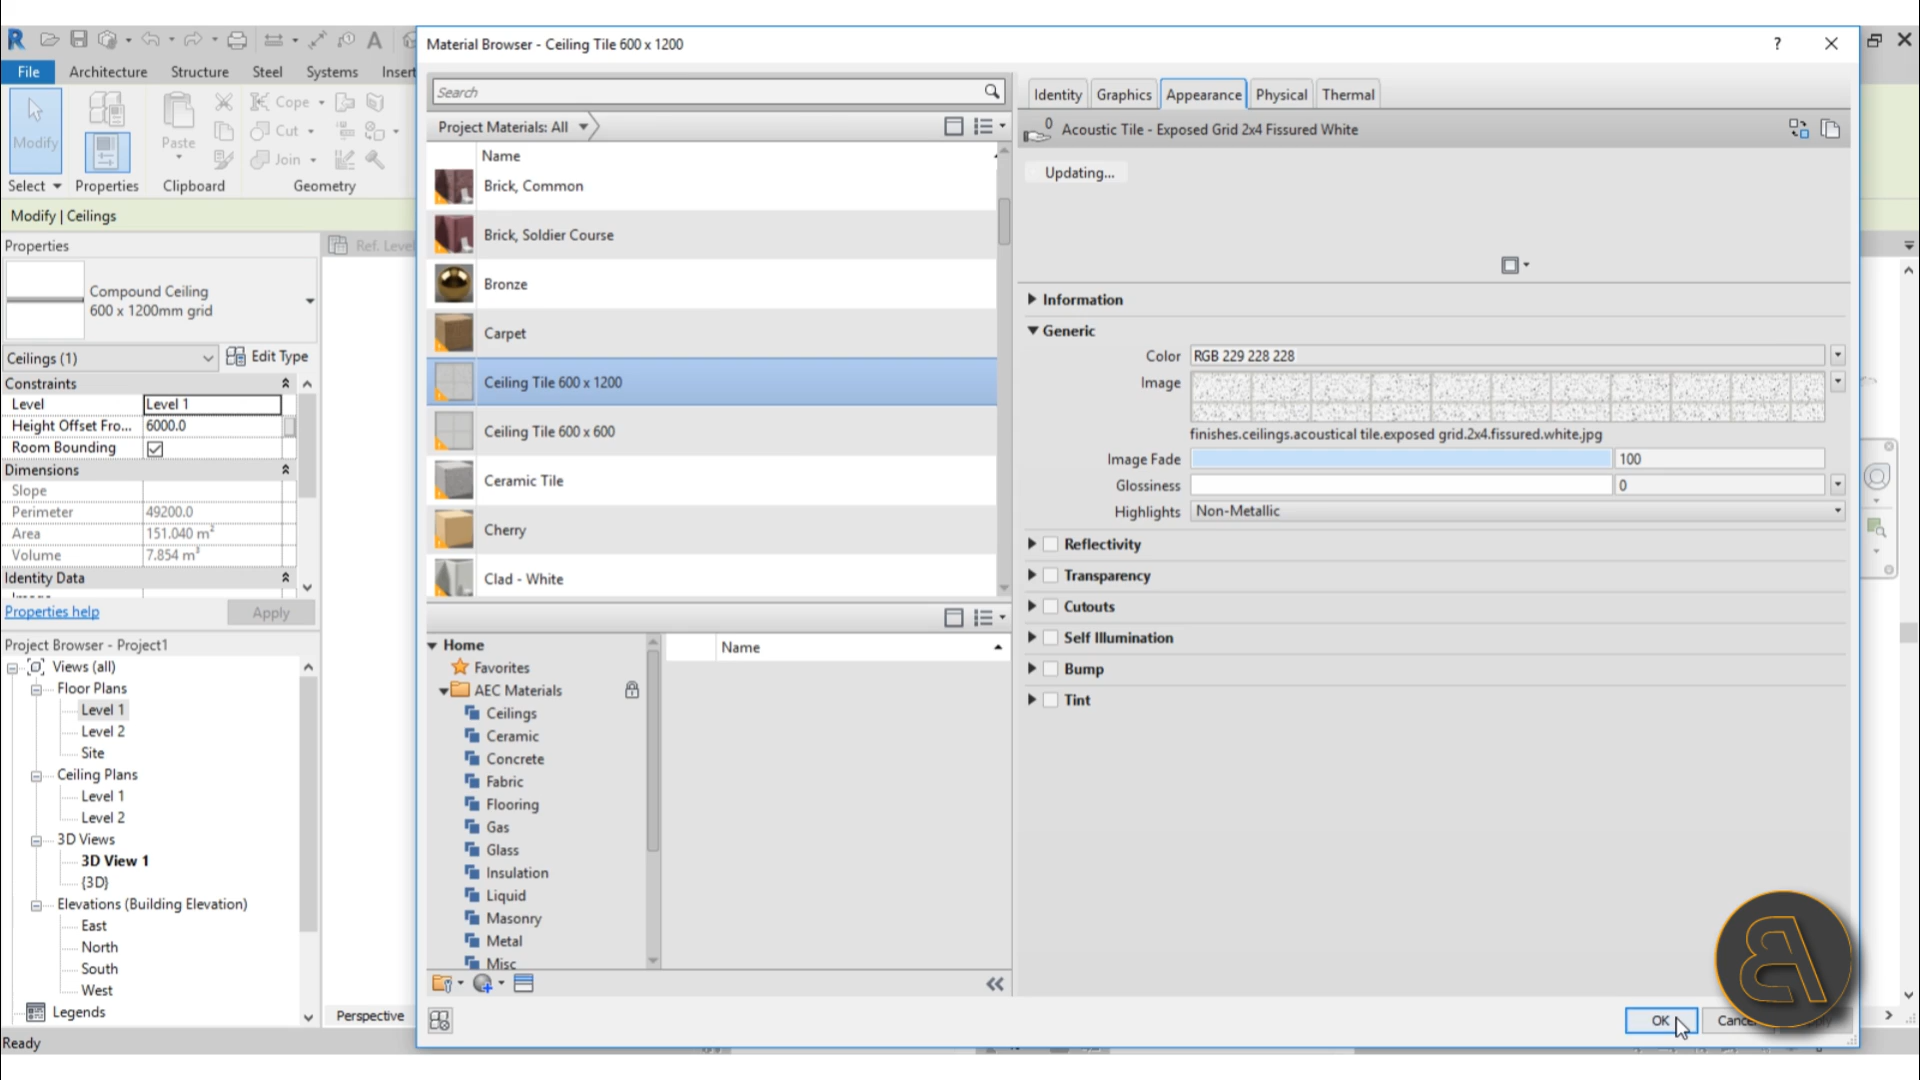 Material Browser - Ceiling Tile 600 x 1200
?
File
Architecture
Structure
Steel
Systems
Insert
Modify
Paste
Cope
Cut
Join
Select
Properties
Clipboard
Geometry
Modify | Ceilings
Properties
Compound Ceiling
600 x 1200mm grid
Ceilings (1)
Edit Type
Constraints
Level
Level 1
Height Offset Fro...
6000.0
Room Bounding
Dimensions
Slope
Perimeter
49200.0
Area
151.040 m²
Volume
7.854 m³
Identity Data
Properties help
Apply
Project Browser - Project1
Views (all)
Floor Plans
Level 1
Level 2
Site
Ceiling Plans
Level 1
Level 2
3D Views
3D View 1
{3D}
Elevations (Building Elevation)
East
North
South
West
Legends
Ready
Ref. Level
Perspective
Search
Project Materials: All
Name
Brick, Common
Brick, Soldier Course
Bronze
Carpet
Ceiling Tile 600 x 1200
Ceiling Tile 600 x 600
Ceramic Tile
Cherry
Clad - White
Home
Favorites
AEC Materials
Ceilings
Ceramic
Concrete
Fabric
Flooring
Gas
Glass
Insulation
Liquid
Masonry
Metal
Misc
Name
Identity
Graphics
Appearance
Physical
Thermal
0
Acoustic Tile - Exposed Grid 2x4 Fissured White
Updating...
Information
Generic
Color
RGB 229 228 228
Image
finishes.ceilings.acoustical tile.exposed grid.2x4.fissured.white.jpg
Image Fade
100
Glossiness
0
Highlights
Non-Metallic
Reflectivity
Transparency
Cutouts
Self Illumination
Bump
Tint
OK